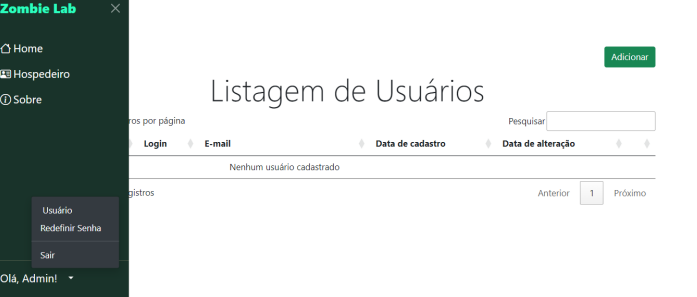 Zombie Lab
Home
Hospedeiro
Sobre
Adicionar
Listagem de Usuários
ros por página
Pesquisar
Login E-mail Data de cadastro Data de alteração
Nenhum usuário cadastrado
gistros
Anterior 1 Próximo
Usuário
Redefinir Senha
Sair
Olá, Admin!